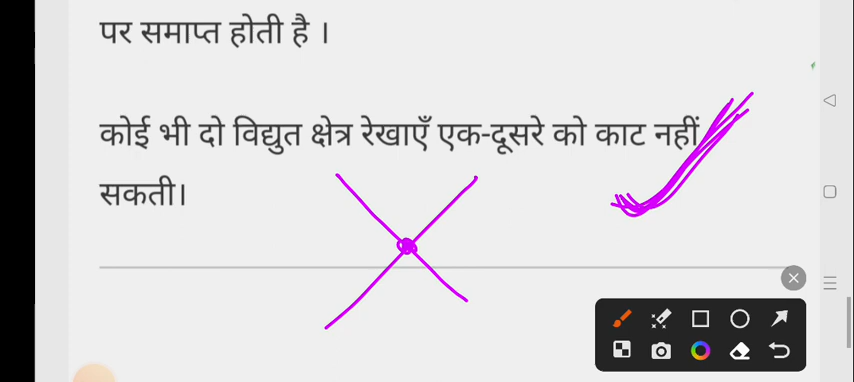 पर समाप्त होती है ।
कोई भी दो विद्युत क्षेत्र रेखाएँ एक-दूसरे को काट नहीं
सकती।